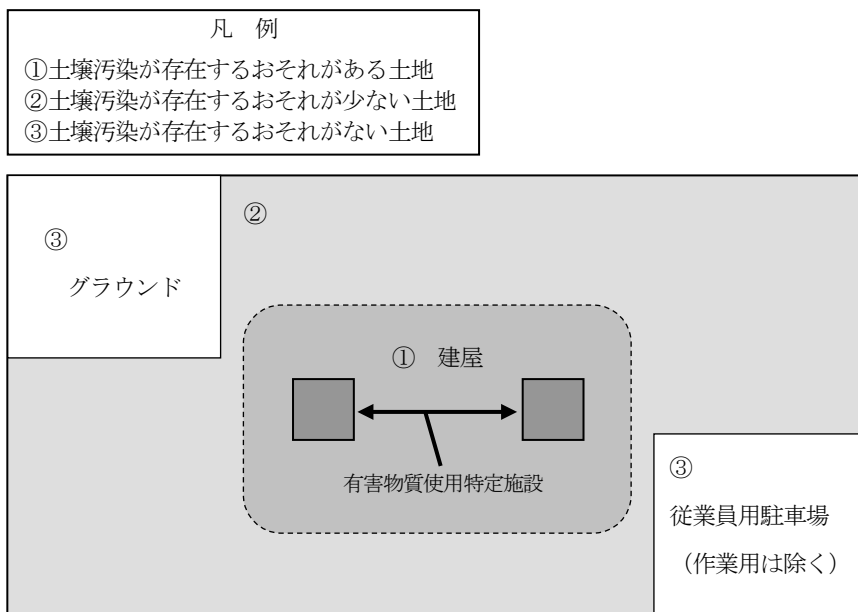 凡　例
①土壌汚染が存在するおそれがある土地
②土壌汚染が存在するおそれが少ない土地
③土壌汚染が存在するおそれがない土地
③
グラウンド
②
①　建屋
有害物質使用特定施設
③
従業員用駐車場
（作業用は除く）